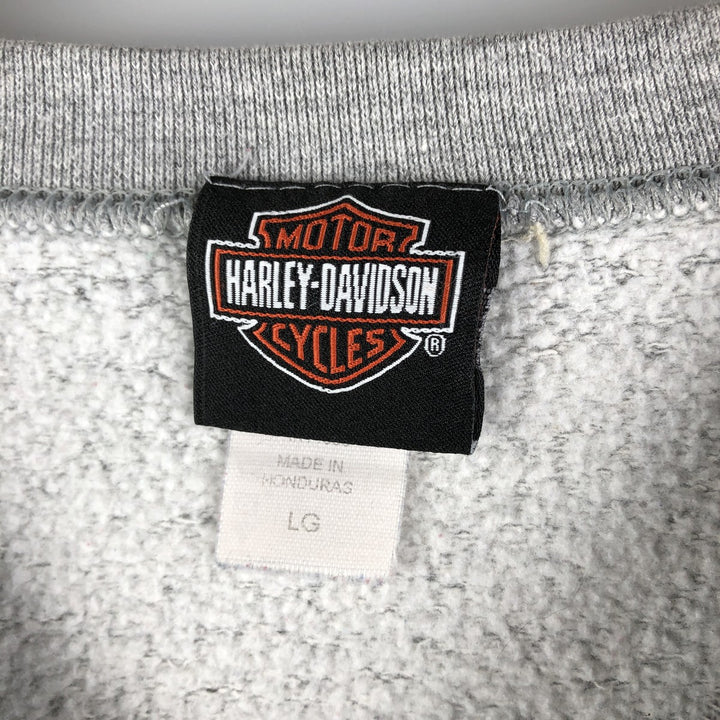 MOTOR
HARLEY-DAVIDSON
CYCLES
®
MADE IN
HONDURAS
LG